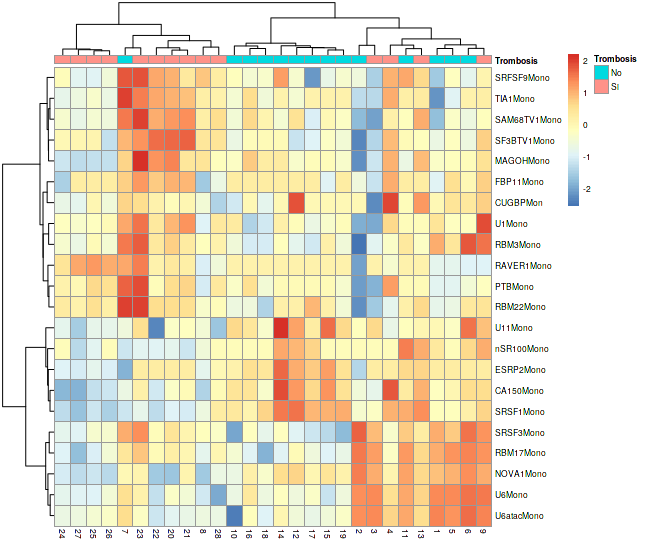 Trombosis
SRFSF9Mono
TIA1Mono
SAM68TV1Mono
SF3BTV1Mono
MAGOHMono
FBP11Mono
CUGBPMon
U1Mono
RBM3Mono
RAVER1Mono
PTBMono
RBM22Mono
U11Mono
nSR100Mono
ESRP2Mono
CA150Mono
SRSF1Mono
SRSF3Mono
RBM17Mono
NOVA1Mono
U6Mono
U6atacMono
24 27 25 26 7 23 22 20 21 8 28 10 16 18 14 12 17 15 19 2 3 4 11 13 1 5 6 9
2
1
0
-1
-2
Trombosis
No
SI